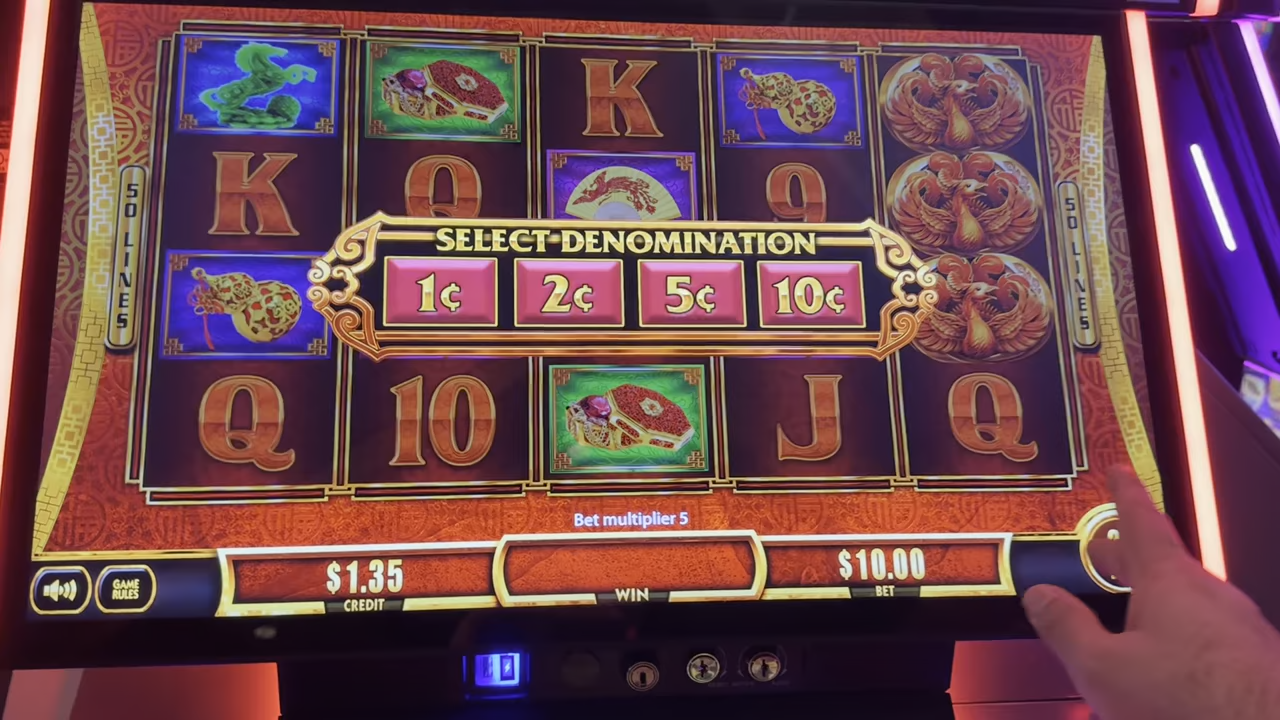 K
K
Q
9
50 LINES
50 LINES
SELECT DENOMINATION
1¢
2¢
5¢
10¢
Q
10
J
Q
Bet multiplier 5
GAME RULES
$1.35
CREDIT
WIN
$10.00
BET